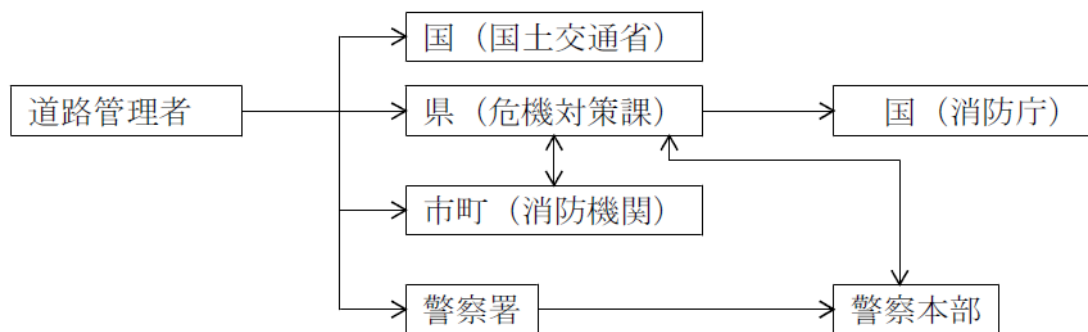 国（国土交通省）
道路管理者
県（危機対策課）
国（消防庁）
市町（消防機関）
警察署
警察本部